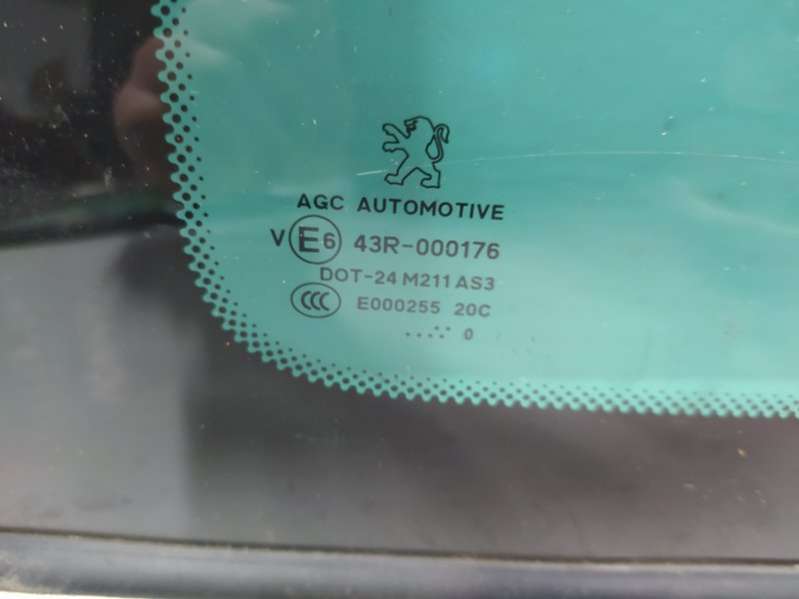 AGC AUTOMOTIVE
V E6 43R-000176
DOT-24 M211 AS3
CCC E000255 20C
....:· 0